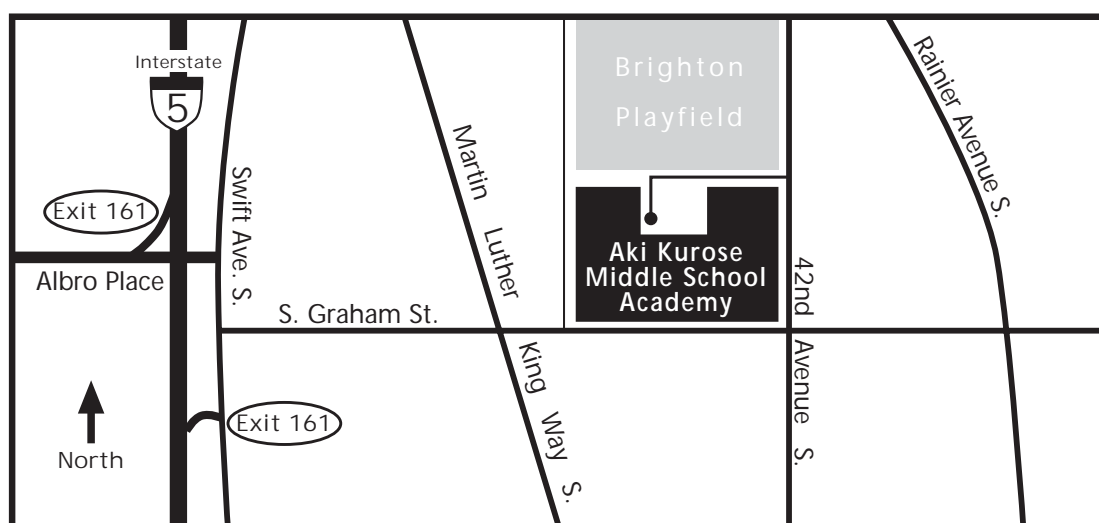 Interstate
5
Brighton
Playfield
Rainier Avenue S.
Martin Luther
Swift Ave. S.
Exit 161
Aki Kurose
Middle School
Academy
Albro Place
42nd
S. Graham St.
King Way S.
Avenue S.
Exit 161
North